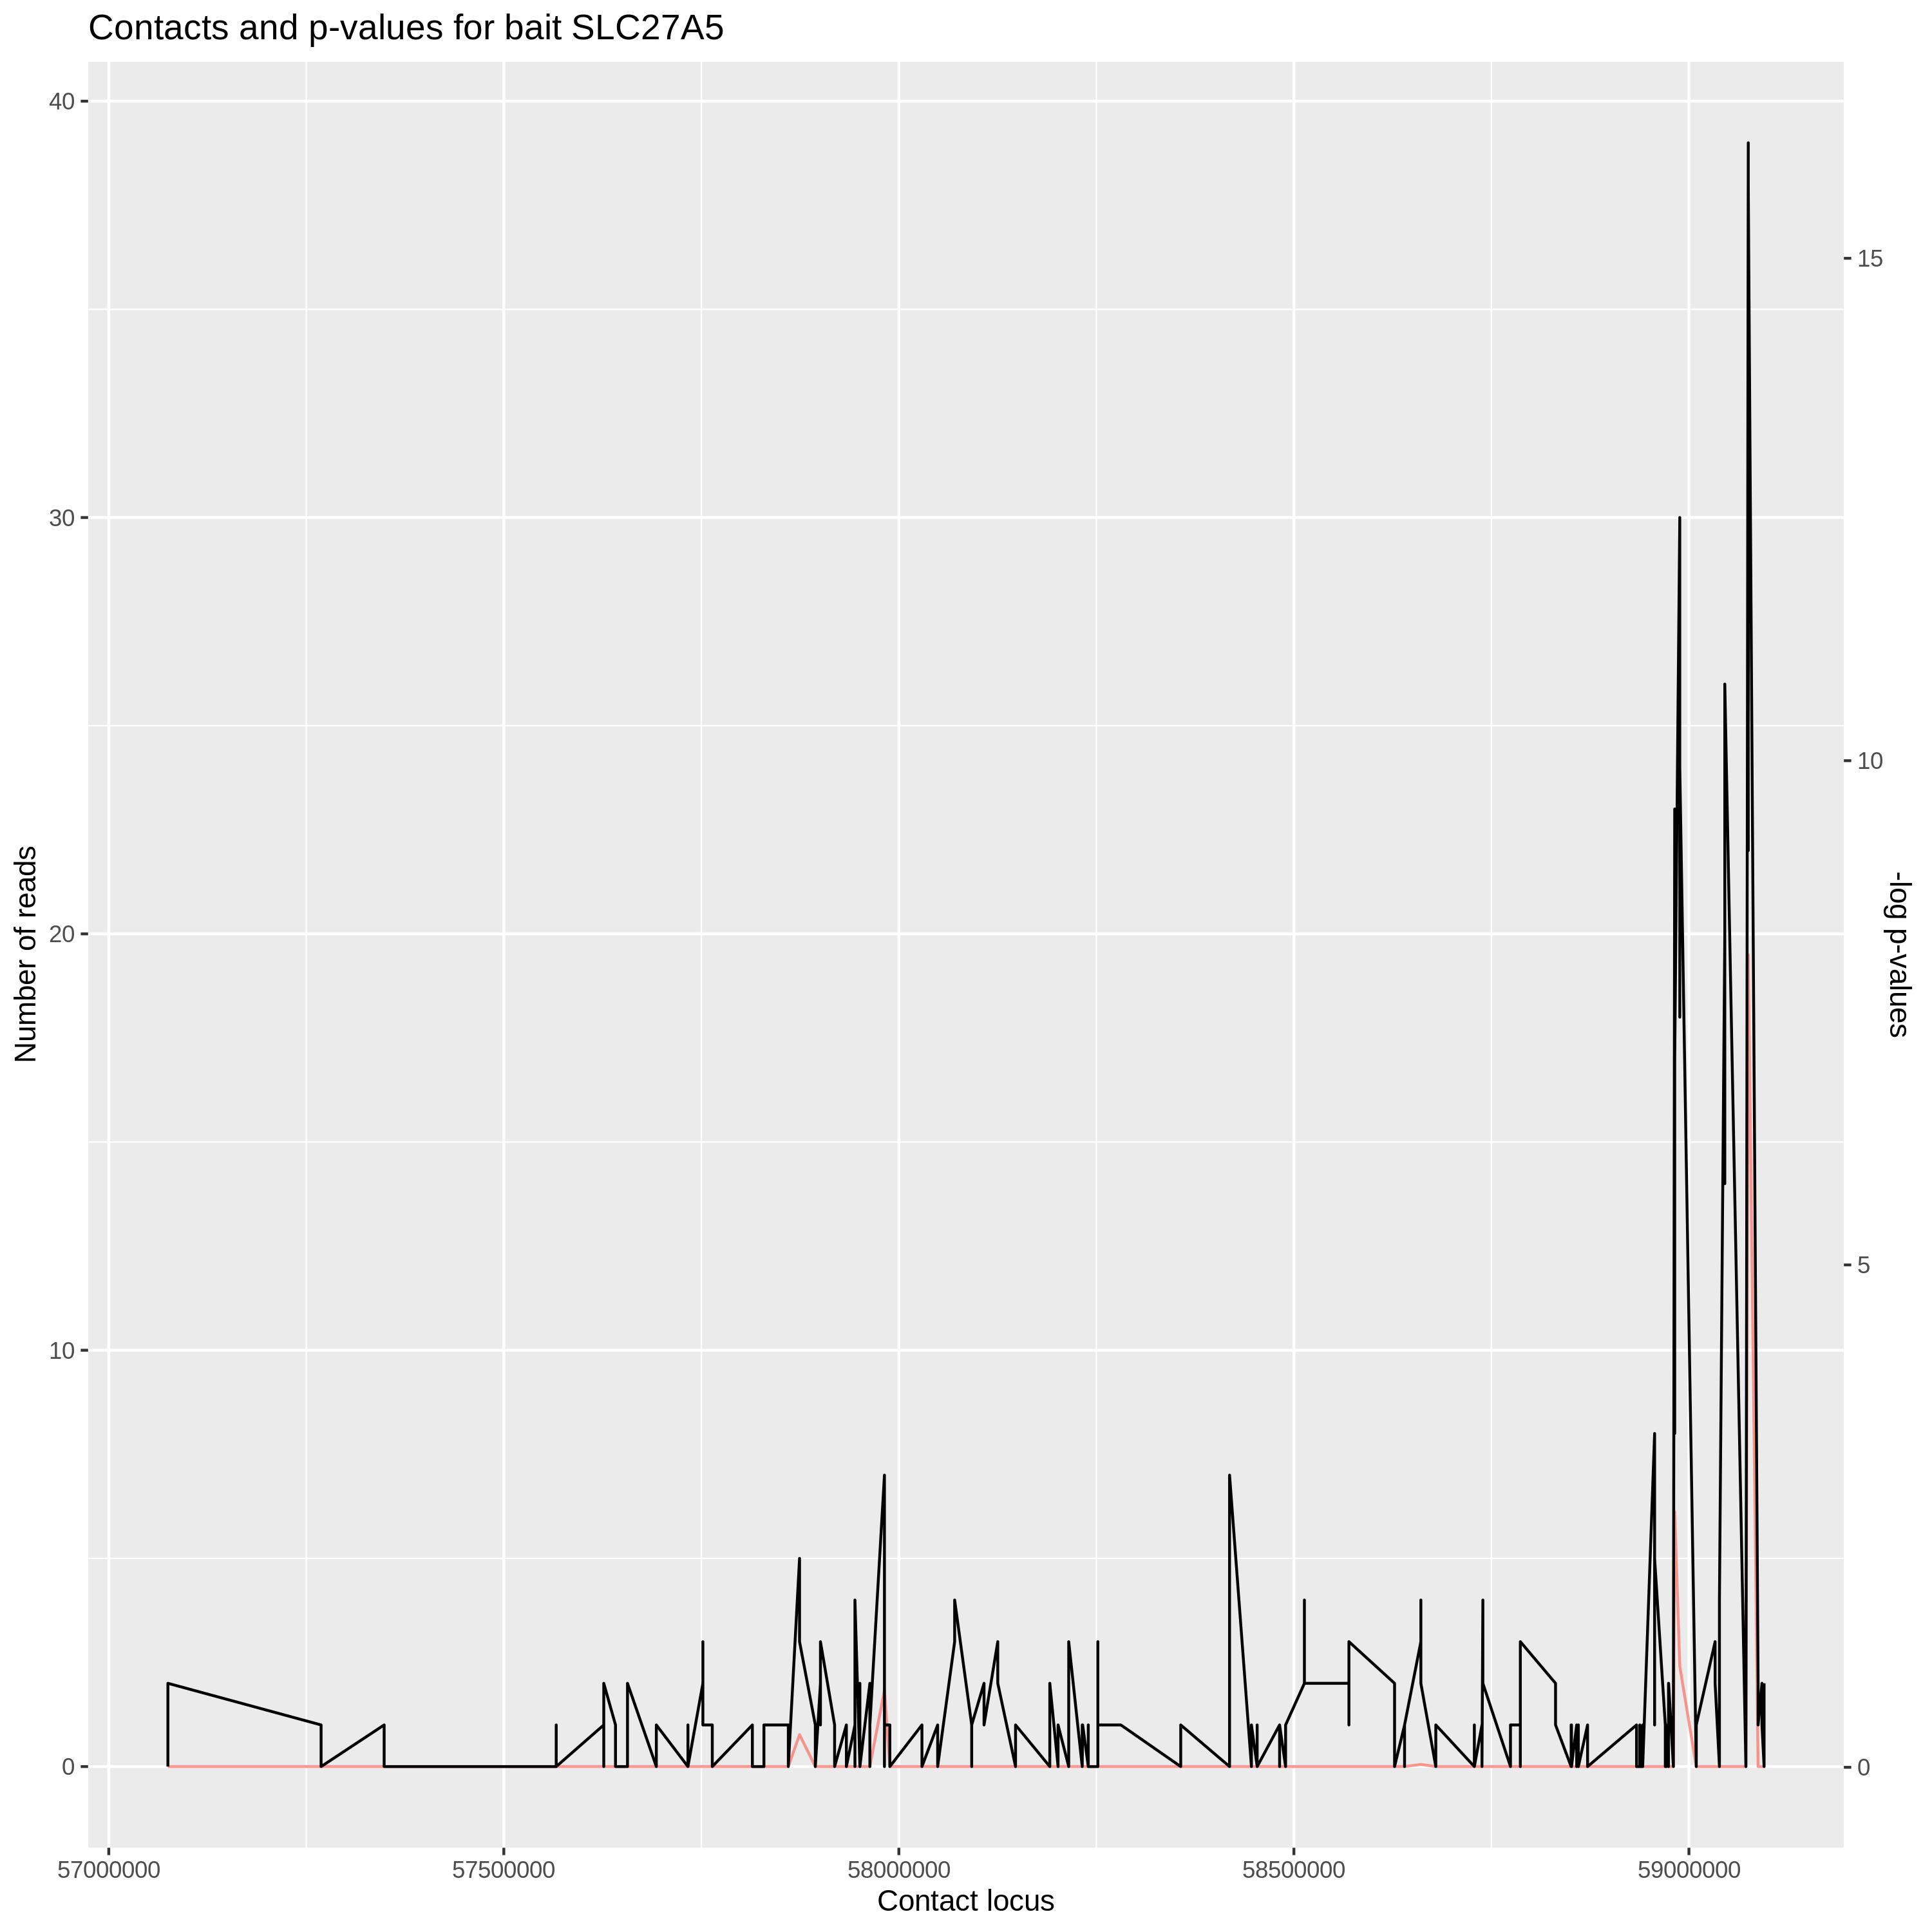 Contacts and p-values for bait SLC27A5
40
30
20
10
0
Number of reads
15
10
5
0
-log p-values
57000000 57500000 58000000 58500000 59000000
Contact locus